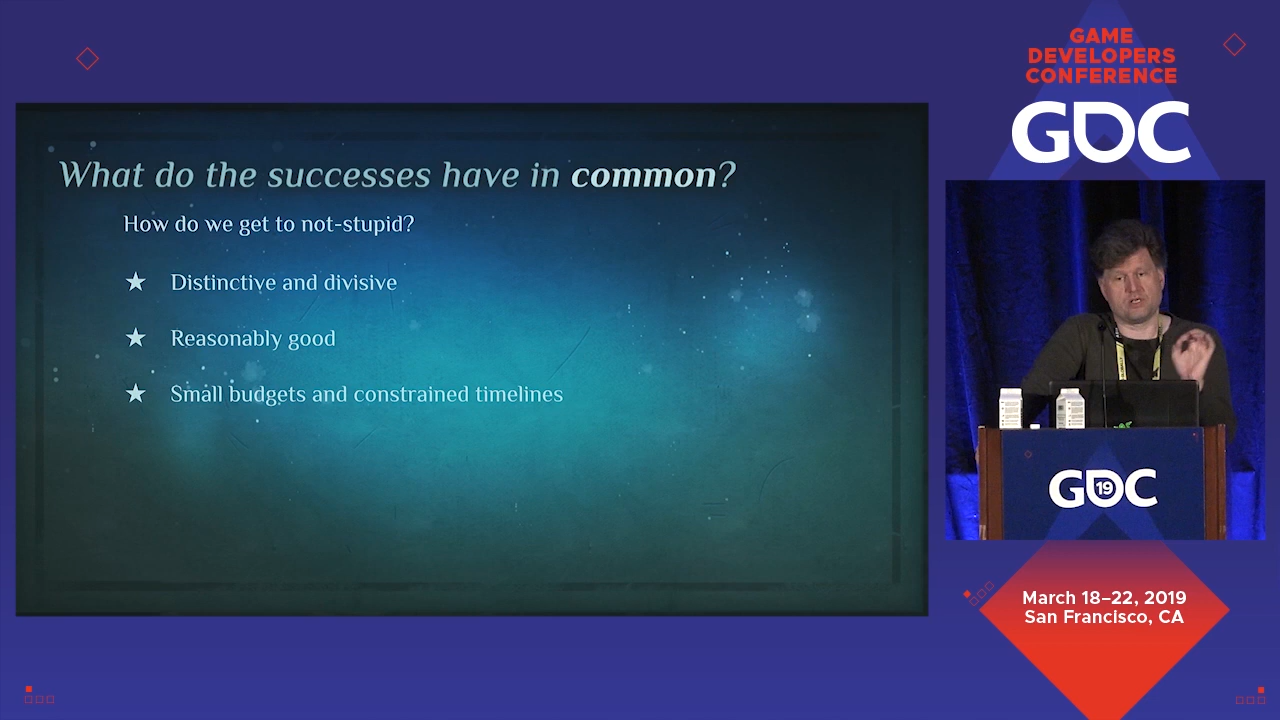 GAME
DEVELOPERS
CONFERENCE
GDC
What do the successes have in common?
How do we get to not-stupid?
★ Distinctive and divisive
★ Reasonably good
★ Small budgets and constrained timelines
GDC
19
March 18–22, 2019
San Francisco, CA